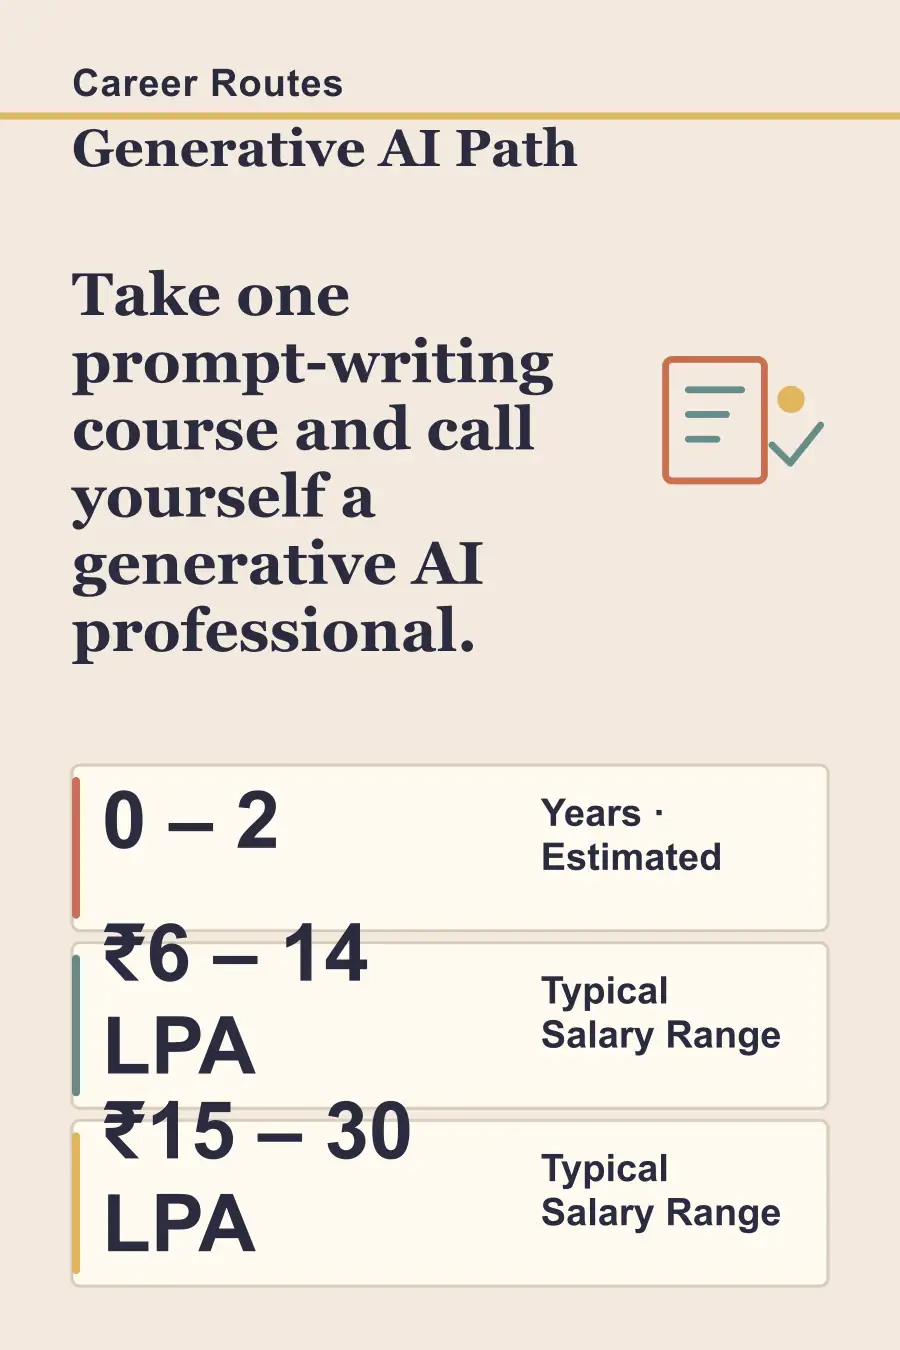 Career Routes
Generative AI Path
Take one
prompt-writing
course and call
yourself a
generative AI
professional.
0 – 2
Years ·
Estimated
₹6 – 14
LPA
Typical
Salary Range
₹15 – 30
LPA
Typical
Salary Range